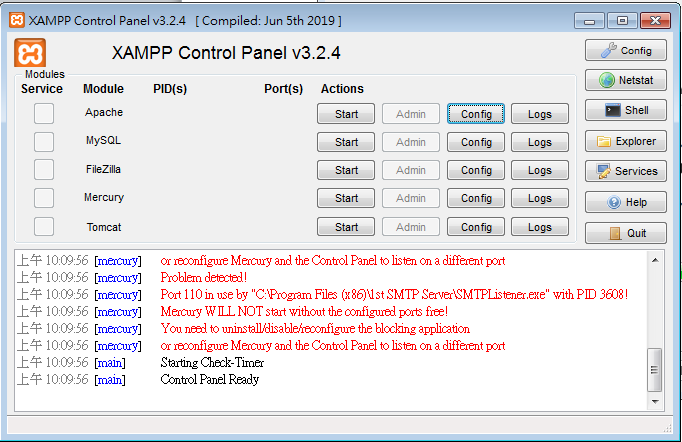 XAMPP Control Panel v3.2.4 [ Compiled: Jun 5th 2019 ]
XAMPP Control Panel v3.2.4
Config
Modules
Service Module PID(s) Port(s) Actions
Netstat
Apache Start Admin Config Logs
Shell
MySQL Start Admin Config Logs
Explorer
FileZilla Start Admin Config Logs
Services
Mercury Start Admin Config Logs
Help
Tomcat Start Admin Config Logs
Quit
上午 10:09:56 [mercury] or reconfigure Mercury and the Control Panel to listen on a different port
上午 10:09:56 [mercury] Problem detected!
上午 10:09:56 [mercury] Port 110 in use by "C:\Program Files (x86)\1st SMTP Server\SMTPListener.exe" with PID 3608!
上午 10:09:56 [mercury] Mercury WILL NOT start without the configured ports free!
上午 10:09:56 [mercury] You need to uninstall/disable/reconfigure the blocking application
上午 10:09:56 [mercury] or reconfigure Mercury and the Control Panel to listen on a different port
上午 10:09:56 [main] Starting Check-Timer
上午 10:09:56 [main] Control Panel Ready